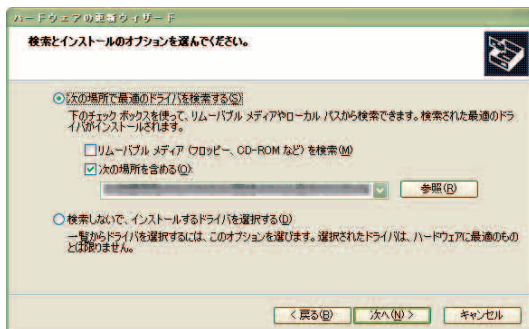 ハードウェアの更新ウィザード
検索とインストールのオプションを選んでください。
次の場所で最適のドライバを検索する(S)
下のチェック ボックスを使って、リムーバブル メディアやローカル パスから検索できます。検索された最適のドラ
イバがインストールされます。
リムーバブル メディア (フロッピー、CD-ROM など) を検索(M)
次の場所を含める(O):
参照(R)
検索しないで、インストールするドライバを選択する(D)
一覧からドライバを選択するには、このオプションを選びます。選択されたドライバは、ハードウェアに最適のもの
とは限りません。
< 戻る(B) 次へ(N) > キャンセル